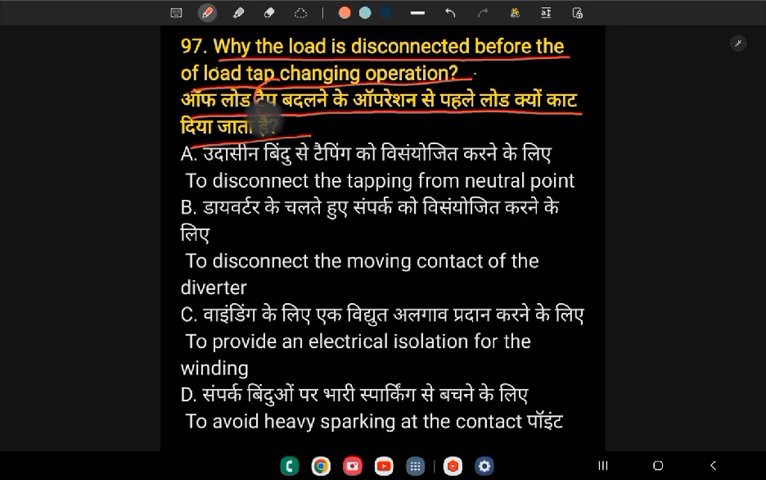 97. Why the load is disconnected before the
of load tap changing operation?
ऑफ लोड टैप बदलने के ऑपरेशन से पहले लोड क्यों काट
दिया जाता है?
A. उदासीन बिंदु से टैपिंग को विसंयोजित करने के लिए
To disconnect the tapping from neutral point
B. डायवर्टर के चलते हुए संपर्क को विसंयोजित करने के
लिए
To disconnect the moving contact of the
diverter
C. वाइंडिंग के लिए एक विद्युत अलगाव प्रदान करने के लिए
To provide an electrical isolation for the
winding
D. संपर्क बिंदुओं पर भारी स्पार्किंग से बचने के लिए
To avoid heavy sparking at the contact पॉइंट